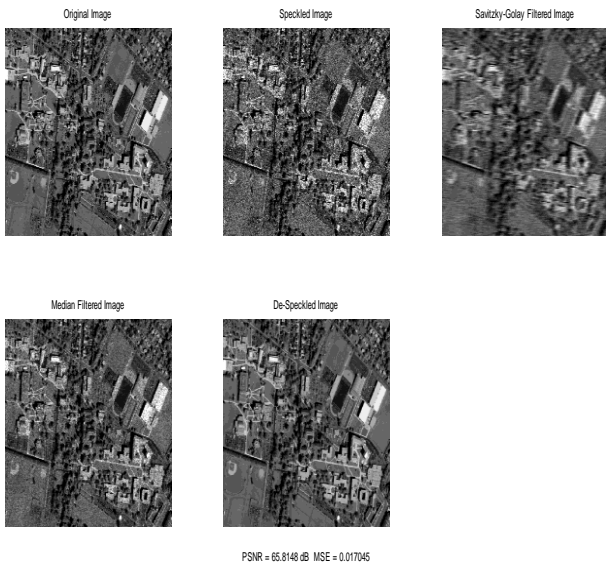 Original Image
Speckled Image
Savitzky-Golay Filtered Image
Median Filtered Image
De-Speckled Image
PSNR = 65.8148 dB MSE = 0.017045